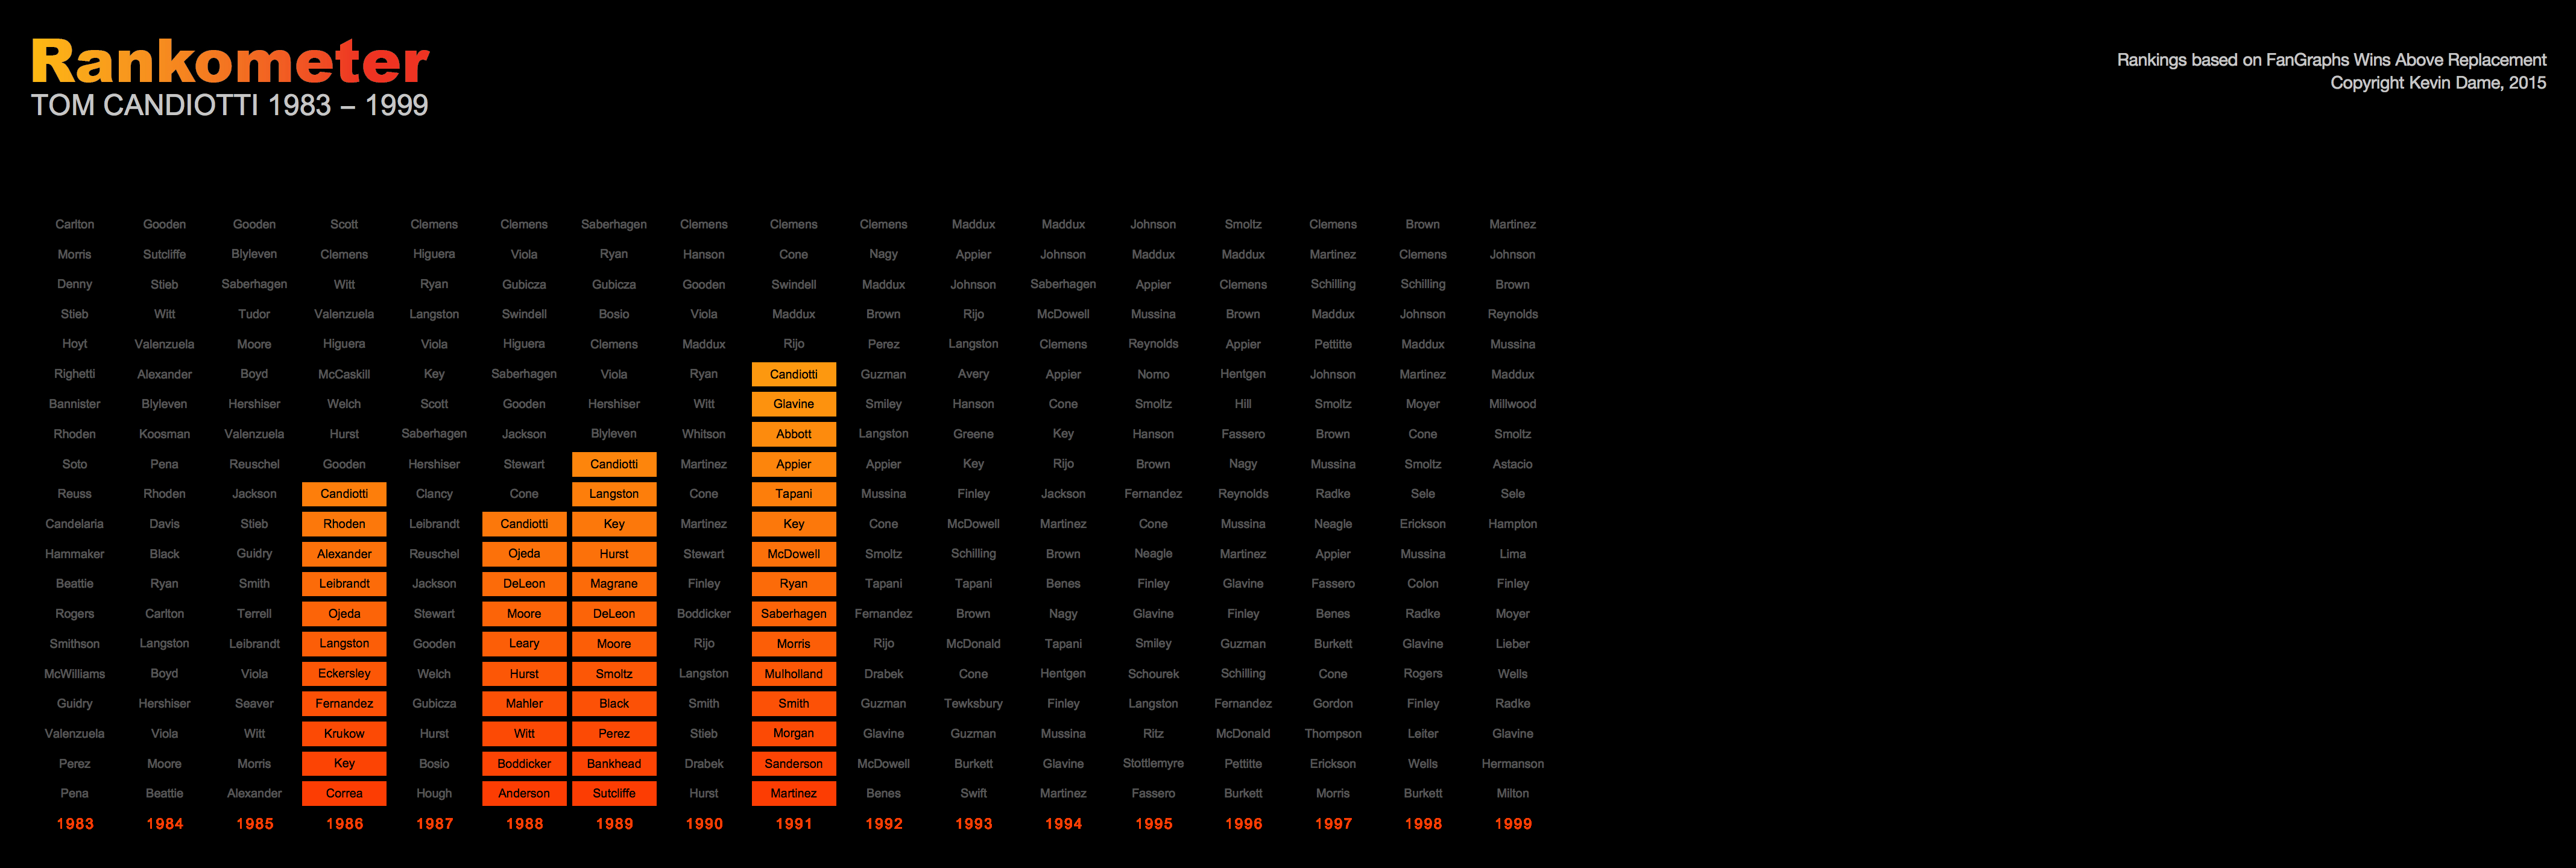 Rankometer
TOM CANDIOTTI 1983 – 1999
Rankings based on FanGraphs Wins Above Replacement
Copyright Kevin Dame, 2015
Carlton Gooden Gooden Scott Clemens Clemens Saberhagen Clemens Clemens Clemens Maddux Maddux Johnson Smoltz Clemens Brown Martinez
Morris Sutcliffe Blyleven Clemens Higuera Viola Ryan Hanson Cone Nagy Appier Johnson Maddux Maddux Martinez Clemens Johnson
Denny Stieb Saberhagen Witt Ryan Gubicza Gubicza Gooden Swindell Maddux Johnson Saberhagen Appier Clemens Schilling Schilling Brown
Stieb Witt Tudor Valenzuela Langston Swindell Bosio Viola Maddux Brown Rijo McDowell Mussina Brown Maddux Johnson Reynolds
Hoyt Valenzuela Moore Higuera Viola Higuera Clemens Maddux Rijo Perez Langston Clemens Reynolds Appier Pettitte Maddux Mussina
Righetti Alexander Boyd McCaskill Key Saberhagen Viola Ryan Candiotti Guzman Avery Appier Nomo Hentgen Johnson Martinez Maddux
Bannister Blyleven Hershiser Welch Scott Gooden Hershiser Witt Glavine Smiley Hanson Cone Smoltz Hill Smoltz Moyer Millwood
Rhoden Koosman Valenzuela Hurst Saberhagen Jackson Blyleven Whitson Abbott Langston Greene Key Hanson Fassero Brown Cone Smoltz
Soto Pena Reuschel Gooden Hershiser Stewart Candiotti Martinez Appier Appier Key Rijo Brown Nagy Mussina Smoltz Astacio
Reuss Rhoden Jackson Candiotti Clancy Cone Langston Cone Tapani Mussina Finley Jackson Fernandez Reynolds Radke Sele Sele
Candelaria Davis Stieb Rhoden Leibrandt Candiotti Key Martinez Key Cone McDowell Martinez Cone Mussina Neagle Erickson Hampton
Hammaker Black Guidry Alexander Reuschel Ojeda Hurst Stewart McDowell Smoltz Schilling Brown Neagle Martinez Appier Mussina Lima
Beattie Ryan Smith Leibrandt Jackson DeLeon Magrane Finley Ryan Tapani Tapani Benes Finley Glavine Fassero Colon Finley
Rogers Carlton Terrell Ojeda Stewart Moore DeLeon Boddicker Saberhagen Fernandez Brown Nagy Glavine Finley Benes Radke Moyer
Smithson Langston Leibrandt Langston Gooden Leary Moore Rijo Morris Rijo McDonald Tapani Smiley Guzman Burkett Glavine Lieber
McWilliams Boyd Viola Eckersley Welch Hurst Smoltz Langston Mulholland Drabek Cone Hentgen Schourek Schilling Cone Rogers Wells
Guidry Hershiser Seaver Fernandez Gubicza Mahler Black Smith Smith Guzman Tewksbury Finley Langston Fernandez Gordon Finley Radke
Valenzuela Viola Witt Krukow Hurst Witt Perez Stieb Morgan Glavine Guzman Mussina Ritz McDonald Thompson Leiter Glavine
Perez Moore Morris Key Bosio Boddicker Bankhead Drabek Sanderson McDowell Burkett Glavine Stottlemyre Pettitte Erickson Wells Hermanson
Pena Beattie Alexander Correa Hough Anderson Sutcliffe Hurst Martinez Benes Swift Martinez Fassero Burkett Morris Burkett Milton
1983 1984 1985 1986 1987 1988 1989 1990 1991 1992 1993 1994 1995 1996 1997 1998 1999